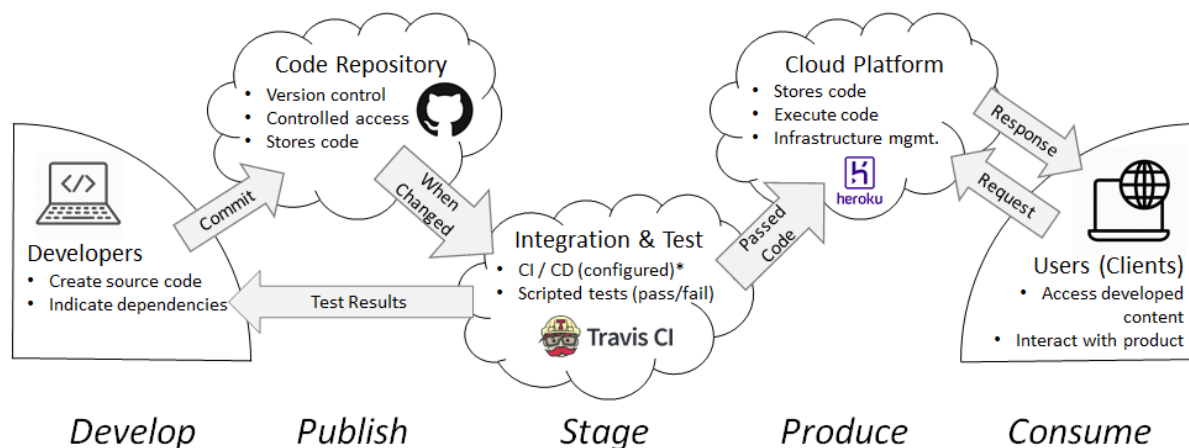 Code Repository
• Version control
• Controlled access
• Stores code
Cloud Platform
• Stores code
• Execute code
• Infrastructure mgmt.
heroku
Response
Request
Commit
When
Changed
Developers
• Create source code
• Indicate dependencies
Test Results
Integration & Test
• CI / CD (configured)*
• Scripted tests (pass/fail)
Travis CI
Passed
Code
Users (Clients)
• Access developed
content
• Interact with product
Develop
Publish
Stage
Produce
Consume